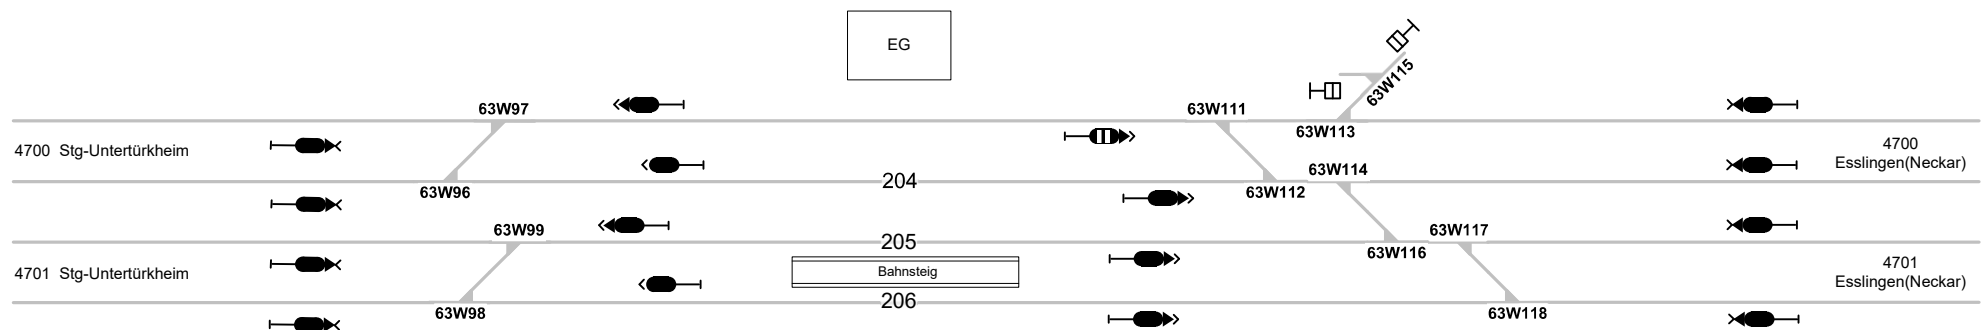 EG
63W115
63W97
63W111
63W113
4700 Stg-Untertürkheim
4700
Esslingen(Neckar)
63W114
204
63W96
63W112
63W99
63W117
205
63W116
4701 Stg-Untertürkheim
Bahnsteig
4701
Esslingen(Neckar)
206
63W98
63W118